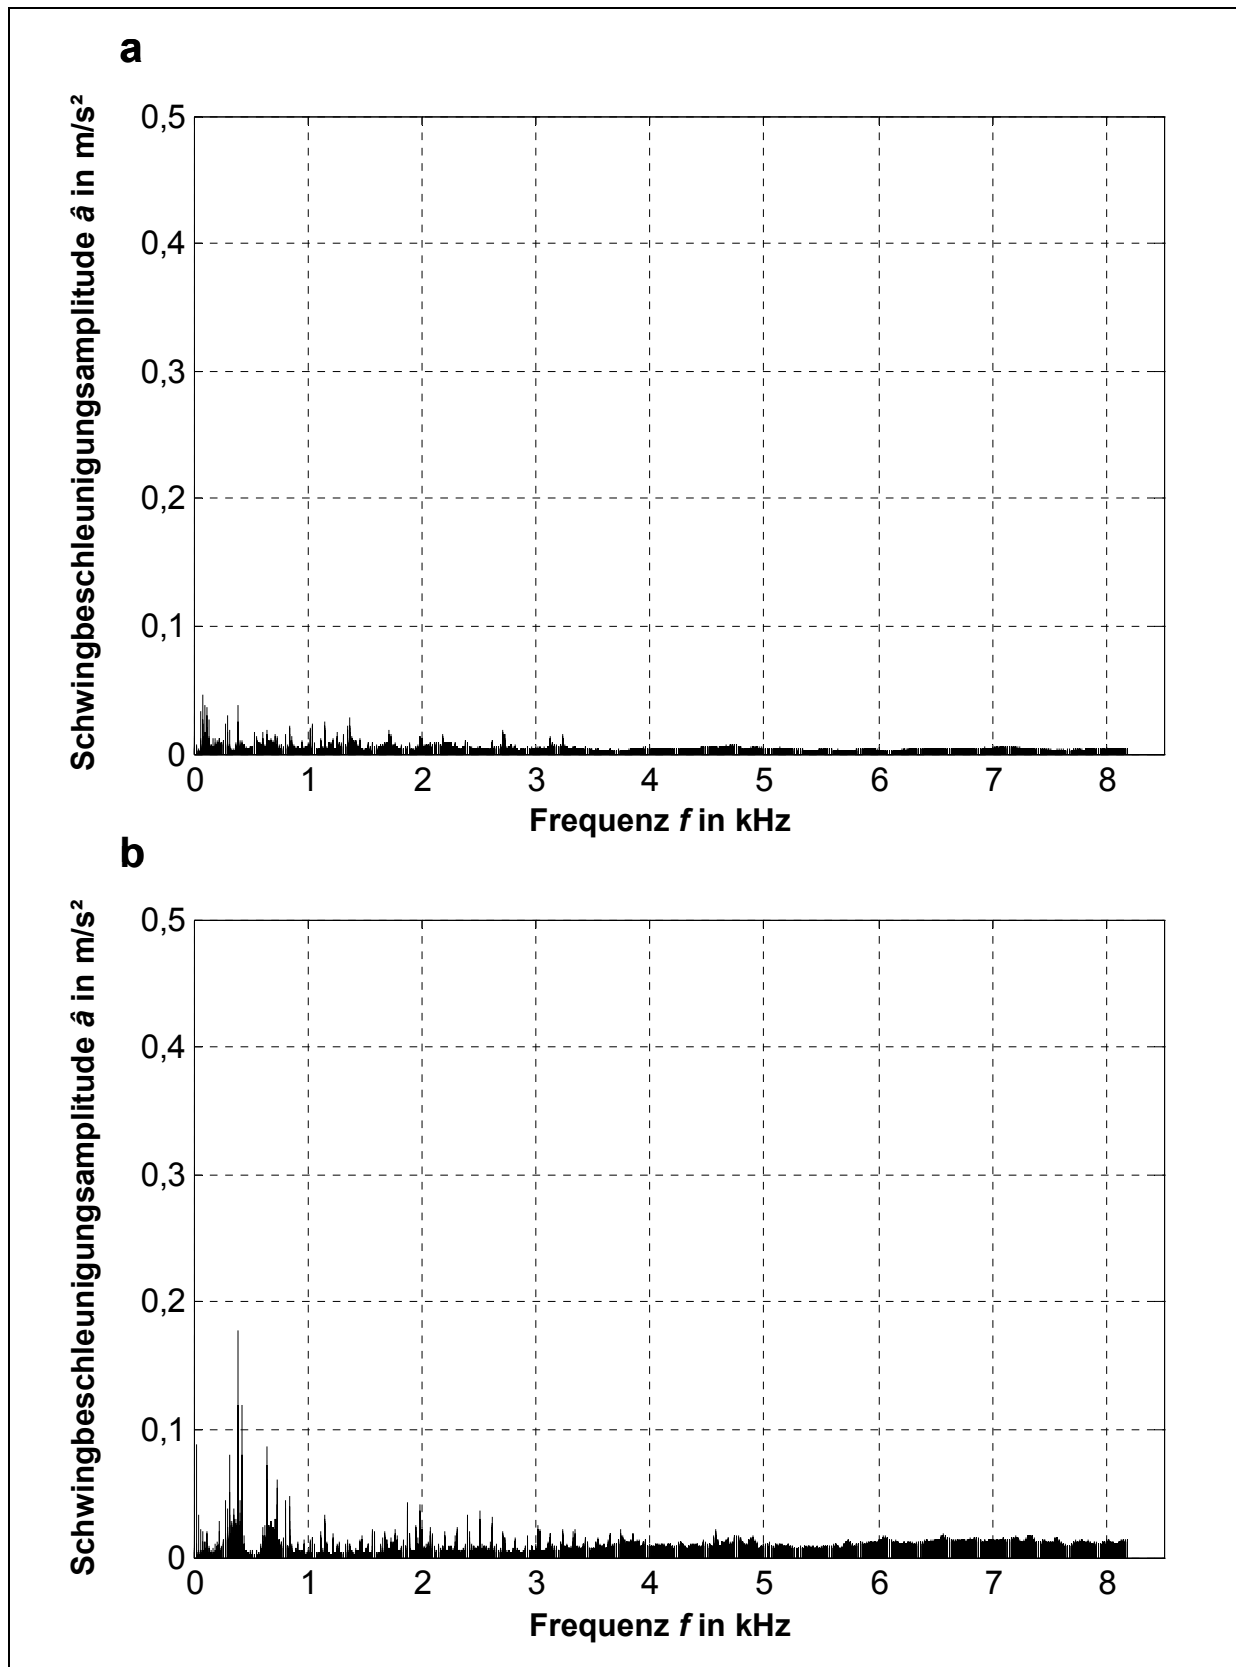 a
Schwingbeschleunigungsamplitude â in m/s²
0,5
0,4
0,3
0,2
0,1
0
0 1 2 3 4 5 6 7 8
Frequenz f in kHz
b
Schwingbeschleunigungsamplitude â in m/s²
0,5
0,4
0,3
0,2
0,1
0
0 1 2 3 4 5 6 7 8
Frequenz f in kHz